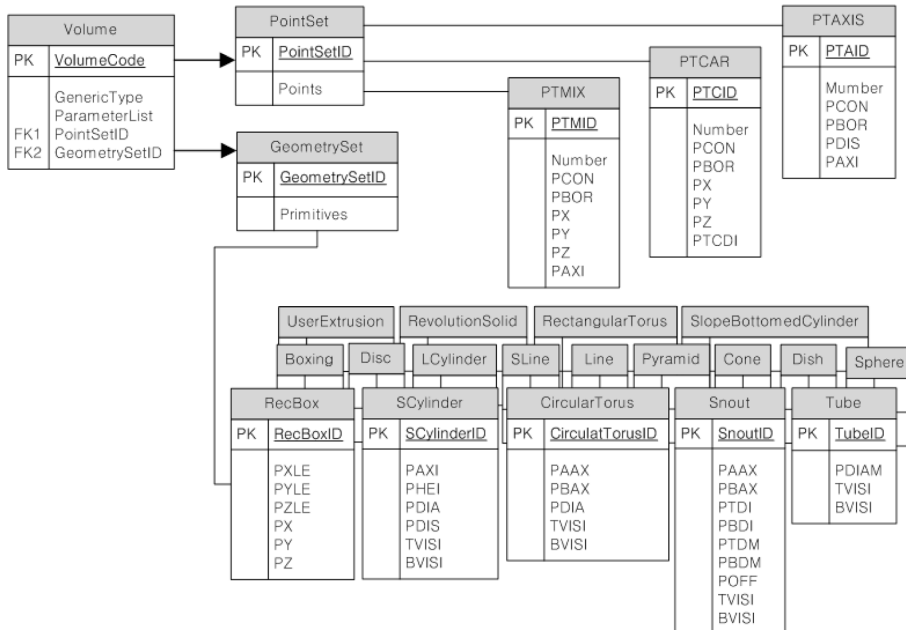 Volume
PK VolumeCode
GenericType
ParameterList
FK1 PointSetID
FK2 GeometrySetID
PointSet
PK PointSetID
Points
GeometrySet
PK GeometrySetID
Primitives
PTMIX
PK PTMID
Number
PCON
PBOR
PX
PY
PZ
PAXI
PTCAR
PK PTCID
Number
PCON
PBOR
PX
PY
PZ
PTCDI
PTAXIS
PK PTAID
Mumber
PCON
PBOR
PDIS
PAXI
UserExtrusion
RevolutionSolid
RectangularTorus
SlopeBottomedCylinder
Boxing
Disc
LCylinder
SLine
Line
Pyramid
Cone
Dish
Sphere
RecBox
PK RecBoxID
PXLE
PYLE
PZLE
PX
PY
PZ
SCylinder
PK SCylinderID
PAXI
PHEI
PDIA
PDIS
TVISI
BVISI
CircularTorus
PK CirculatTorusID
PAAX
PBAX
PDIA
TVISI
BVISI
Snout
PK SnoutID
PAAX
PBAX
PTDI
PBDI
PTDM
PBDM
POFF
TVISI
BVISI
Tube
PK TubeID
PDIAM
TVISI
BVISI